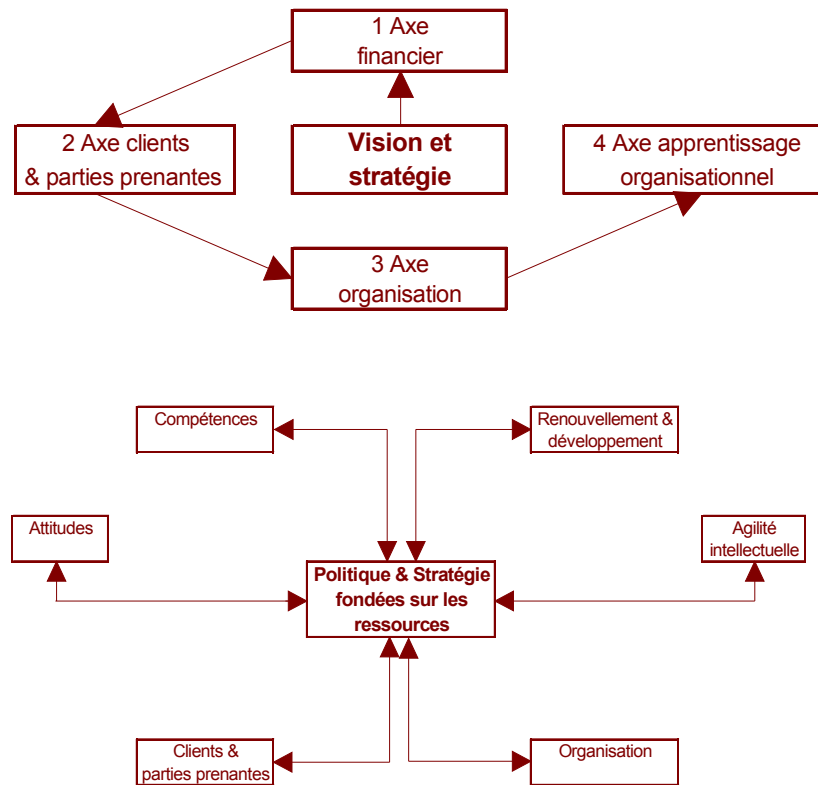 1 Axe
financier
2 Axe clients
& parties prenantes
Vision et
stratégie
4 Axe apprentissage
organisationnel
3 Axe
organisation
Compétences
Renouvellement &
développement
Attitudes
Agilité
intellectuelle
Politique & Stratégie
fondées sur les
ressources
Clients &
parties prenantes
Organisation